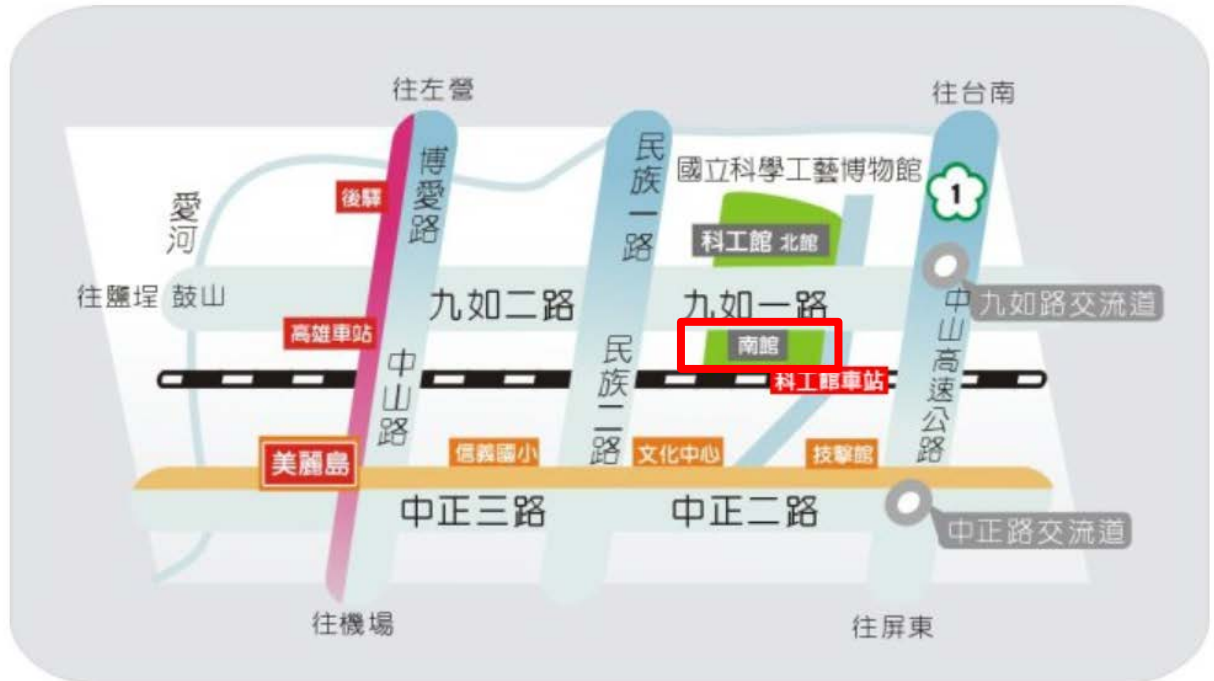 往左營
往台南
博愛路
民族一路
國立科學工藝博物館
1
後驛
愛河
科工館 北館
往鹽埕 鼓山
九如二路
九如一路
九如路交流道
高雄車站
南館
中山路
民族二路
中山高速公路
科工館車站
美麗島
信義國小
文化中心
技擊館
中正三路
中正二路
中正路交流道
往機場
往屏東